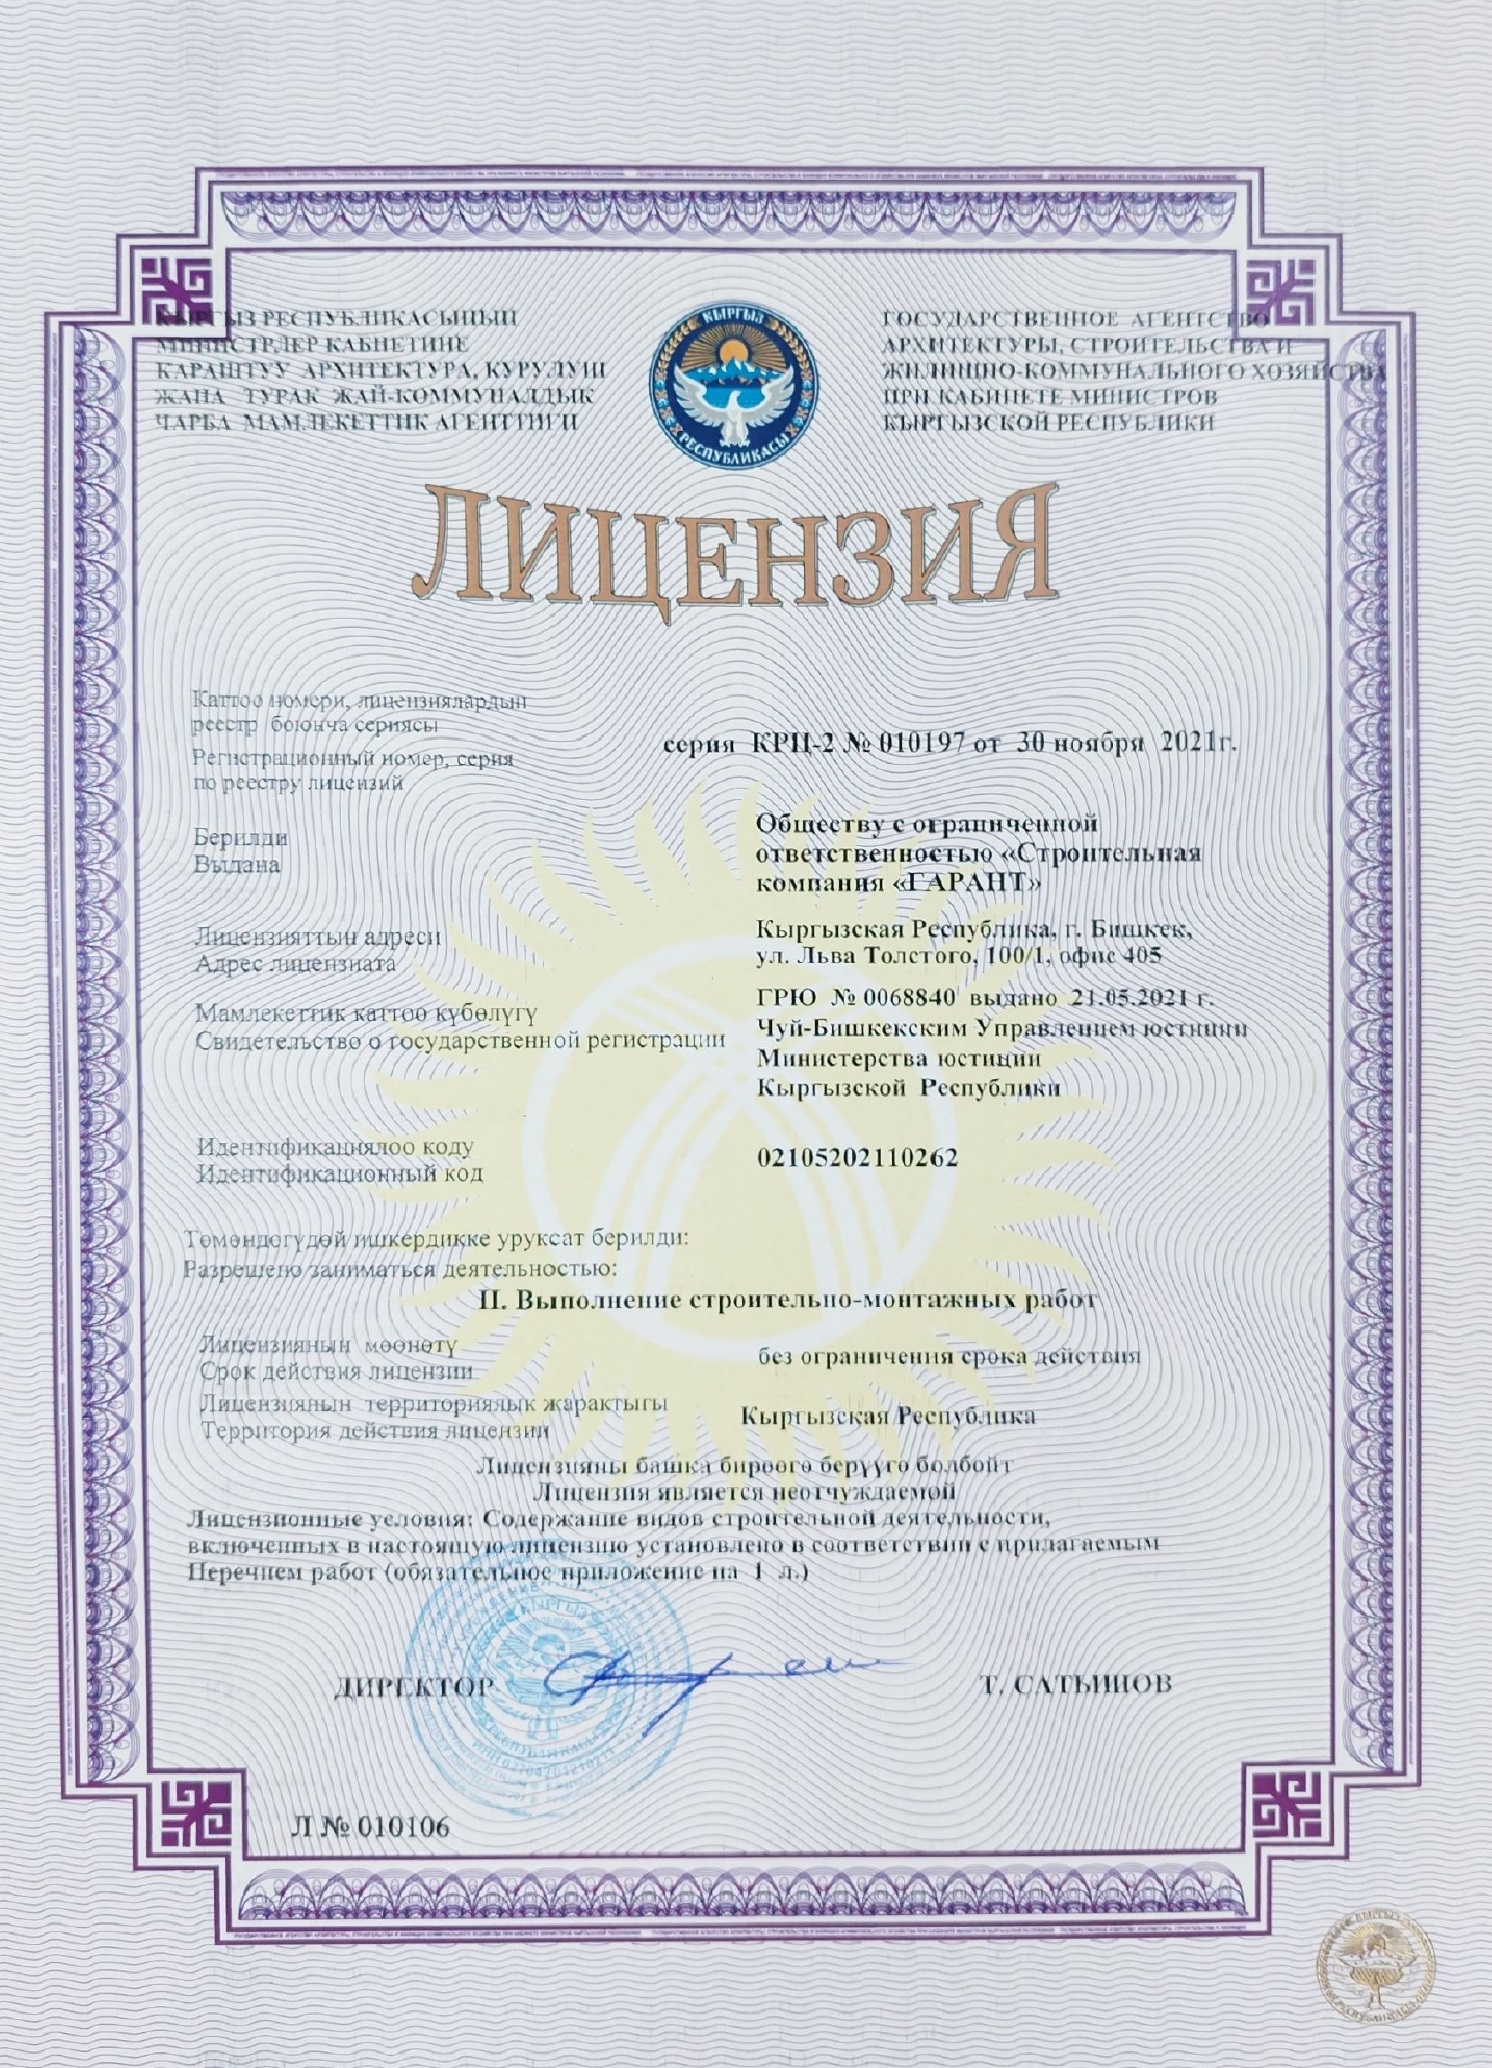 КЫРГЫЗ РЕСПУБЛИКАСЫНЫН
МИНИСТРЛЕР КАБИНЕТИНЕ
КАРАШТУУ АРХИТЕКТУРА, КУРУЛУШ
ЖАНА ТУРАК ЖАЙ-КОММУНАЛДЫК
ЧАРБА МАМЛЕКЕТТИК АГЕНТТИГИ
КЫРГЫЗ
РЕСПУБЛИКАСЫ
ГОСУДАРСТВЕННОЕ АГЕНТСТВО
АРХИТЕКТУРЫ, СТРОИТЕЛЬСТВА И
ЖИЛИЩНО-КОММУНАЛЬНОГО ХОЗЯЙСТВА
ПРИ КАБИНЕТЕ МИНИСТРОВ
КЫРГЫЗСКОЙ РЕСПУБЛИКИ
ЛИЦЕНЗИЯ
Каттоо номери, лицензиялардын
реестр боюнча сериясы
Регистрационный номер, серия
по реестру лицензий
серия КРЦ-2 № 010197 от 30 ноября 2021г.
Берилди
Выдана
Обществу с ограниченной
ответственностью «Строительная
компания «ГАРАНТ»
Лицензияттын адреси
Адрес лицензиата
Кыргызская Республика, г. Бишкек,
ул. Льва Толстого, 100/1, офис 405
Мамлекеттик каттоо күбөлүгү
Свидетельство о государственной регистрации
ГРЮ № 0068840 выдано 21.05.2021 г.
Чуй-Бишкекским Управлением юстиции
Министерства юстиции
Кыргызской Республики
Идентификациялоо коду
Идентификационный код
02105202110262
Төмөндөгүдөй ишкердикке уруксат берилди:
Разрешено заниматься деятельностью:
II. Выполнение строительно-монтажных работ
Лицензиянын мөөнөтү
Срок действия лицензии
без ограничения срока действия
Лицензиянын территориялык жарактыгы
Территория действия лицензии
Кыргызская Республика
Лицензияны башка бирөөгө берүүгө болбойт
Лицензия является неотчуждаемой
Лицензионные условия: Содержание видов строительной деятельности,
включенных в настоящую лицензию установлено в соответствии с прилагаемым
Перечнем работ (обязательное приложение на 1 л.)
ДИРЕКТОР
Т. САТЫШОВ
Л № 010106